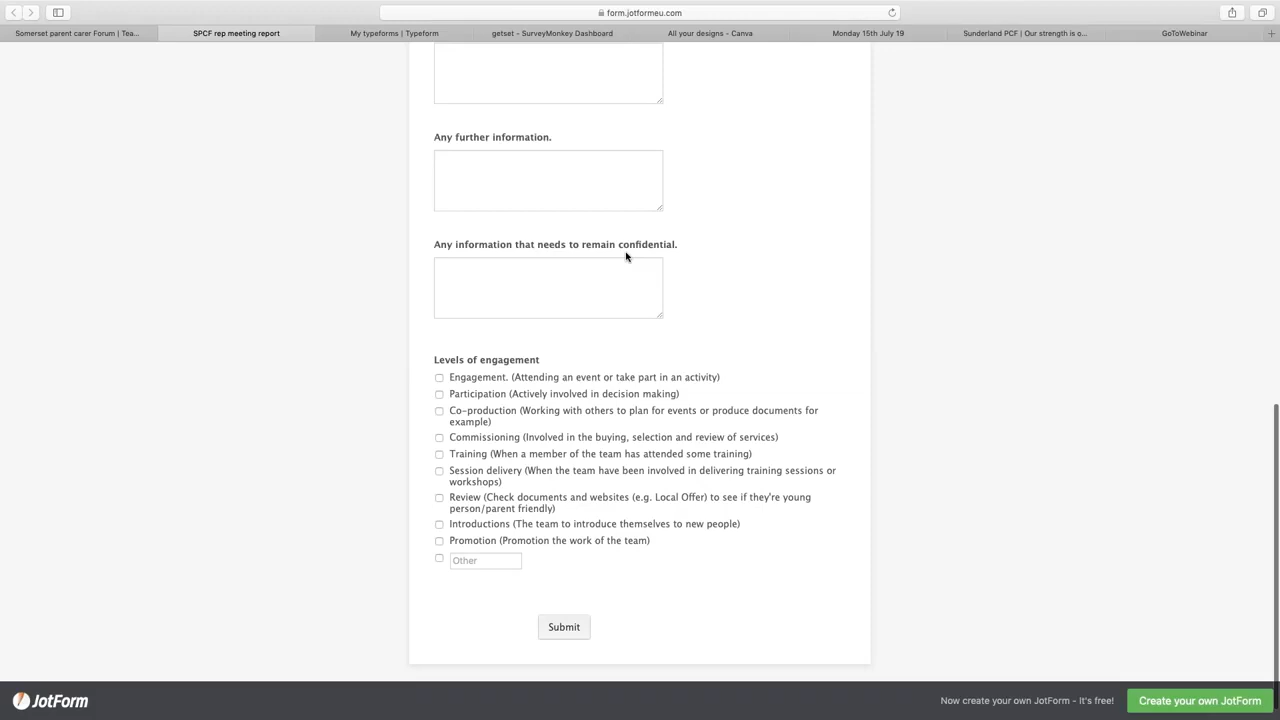 form.jotformeu.com
Somerset parent carer Forum | Tea...
SPCF rep meeting report
My typeforms | Typeform
getset - SurveyMonkey Dashboard
All your designs - Canva
Monday 15th July 19
Sunderland PCF | Our strength is o...
GoToWebinar
Any further information.
Any information that needs to remain confidential.
Levels of engagement
Engagement. (Attending an event or take part in an activity)
Participation (Actively involved in decision making)
Co-production (Working with others to plan for events or produce documents for
example)
Commissioning (Involved in the buying, selection and review of services)
Training (When a member of the team has attended some training)
Session delivery (When the team have been involved in delivering training sessions or
workshops)
Review (Check documents and websites (e.g. Local Offer) to see if they're young
person/parent friendly)
Introductions (The team to introduce themselves to new people)
Promotion (Promotion the work of the team)
Other
Submit
JotForm
Now create your own JotForm - It's free!
Create your own JotForm